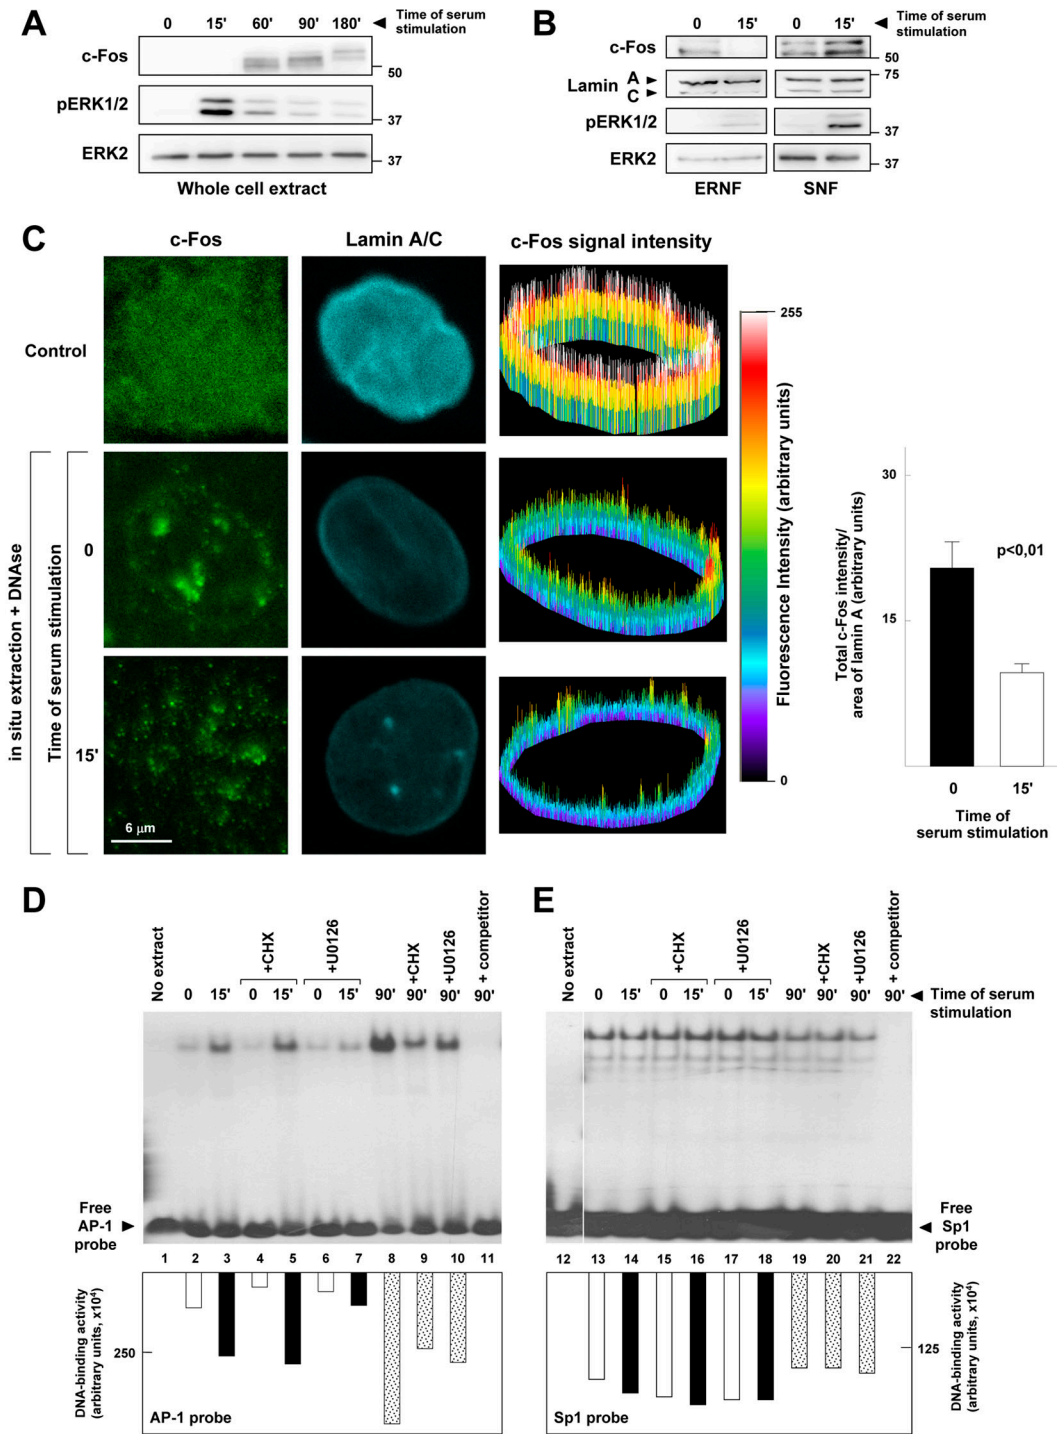 A
0 15' 60' 90' 180' Time of serum
stimulation
c-Fos
50
pERK1/2
37
ERK2
37
Whole cell extract
B
0 15' 0 15' Time of serum
stimulation
c-Fos
50
75
Lamin A
C
pERK1/2
37
ERK2
37
ERNF SNF
C
c-Fos Lamin A/C c-Fos signal intensity
Control
in situ extraction + DNAse
Time of serum stimulation
0
15'
6 μm
255
Fluorescence Intensity (arbitrary units)
0
Total c-Fos intensity/
area of lamin A (arbitrary units)
30
15
p<0,01
0 15'
Time of
serum stimulation
D
No extract
+CHX
+U0126
+CHX
+U0126
+ competitor
0 15' 0 15' 0 15' 90' 90' 90' 90'
Free
AP-1
probe
1 2 3 4 5 6 7 8 9 10 11
DNA-binding activity
(arbitrary units, x10⁴)
250
AP-1 probe
E
No extract
+CHX
+U0126
+CHX
+U0126
+ competitor
0 15' 0 15' 0 15' 90' 90' 90' 90' Time of serum
stimulation
Free
Sp1
probe
12 13 14 15 16 17 18 19 20 21 22
125
DNA-binding activity
(arbitrary units, x10⁴)
Sp1 probe